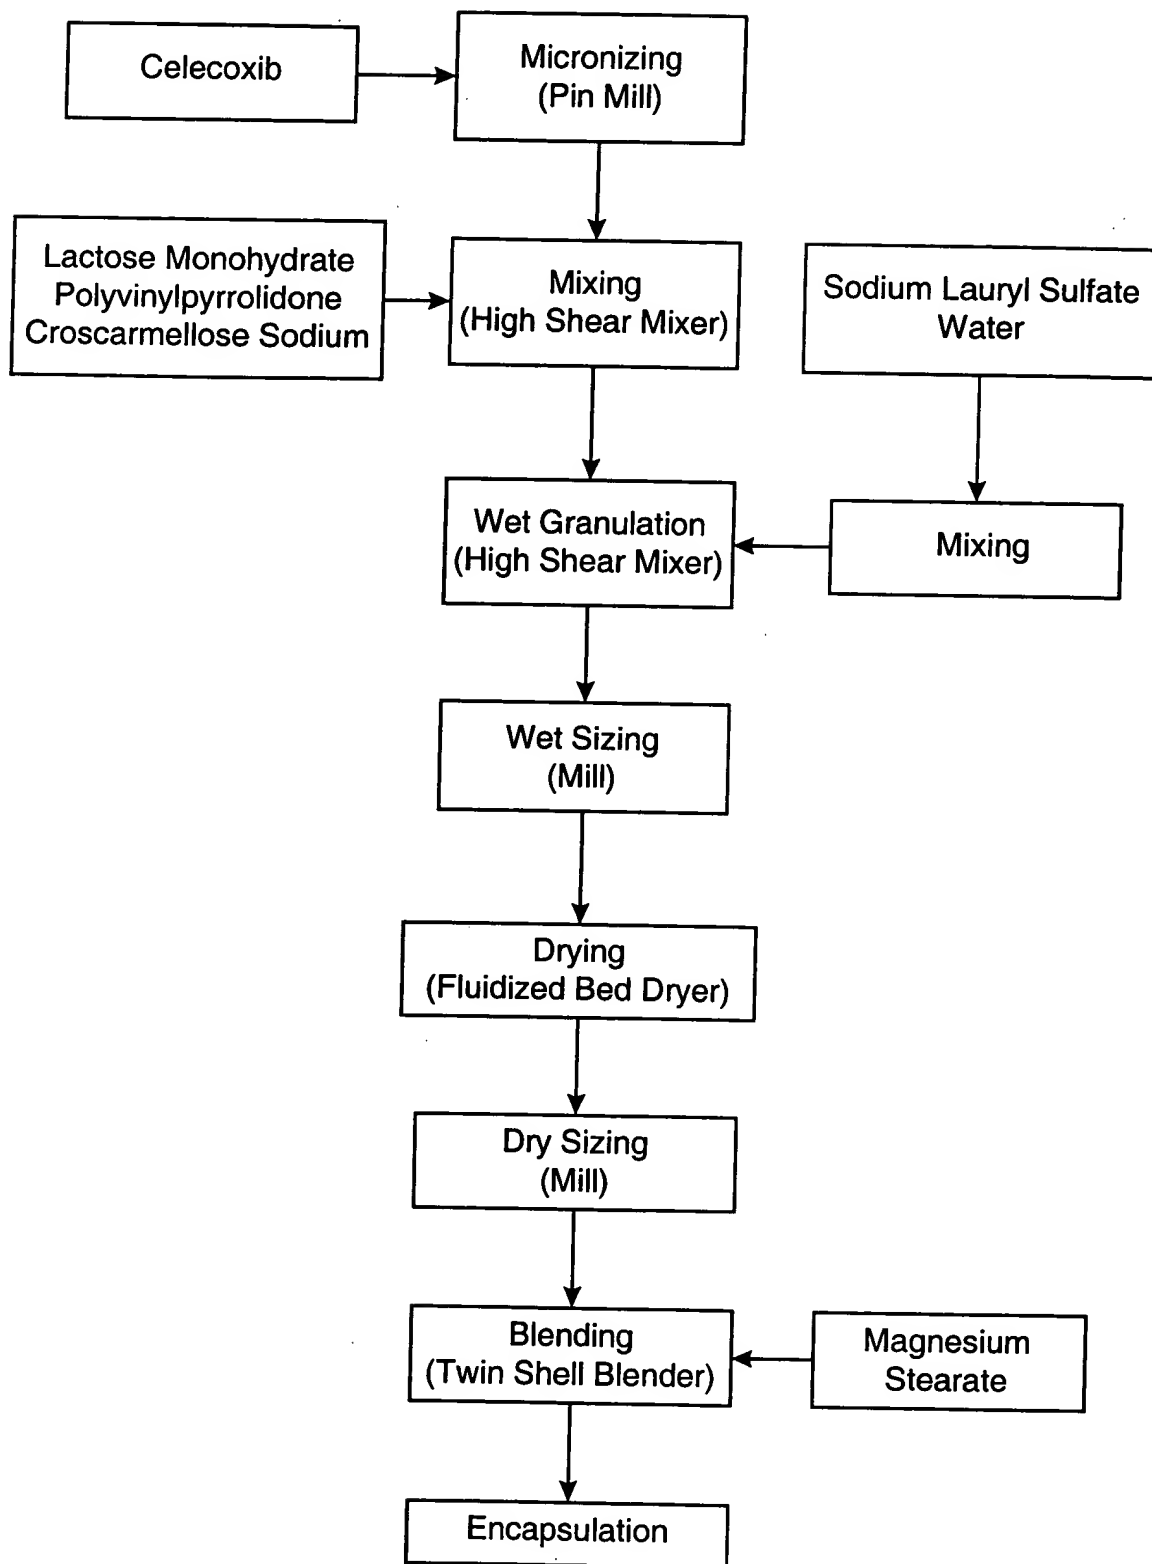 Celecoxib
Micronizing
(Pin Mill)
Lactose Monohydrate
Polyvinylpyrrolidone
Croscarmellose Sodium
Mixing
(High Shear Mixer)
Sodium Lauryl Sulfate
Water
Wet Granulation
(High Shear Mixer)
Mixing
Wet Sizing
(Mill)
Drying
(Fluidized Bed Dryer)
Dry Sizing
(Mill)
Blending
(Twin Shell Blender)
Magnesium
Stearate
Encapsulation